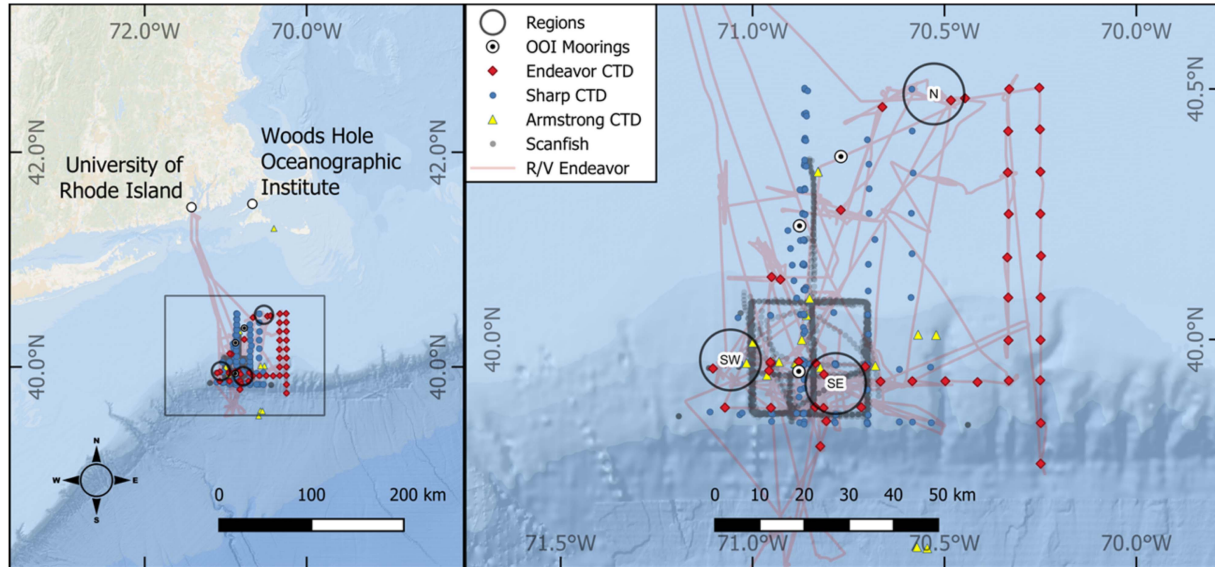 72.0°W
70.0°W
42.0°N
42.0°N
University of
Rhode Island
Woods Hole
Oceanographic
Institute
40.0°N
40.0°N
N
W
E
S
0
100
200 km
72.0°W
70.0°W
Regions
OOI Moorings
Endeavor CTD
Sharp CTD
Armstrong CTD
Scanfish
R/V Endeavor
71.0°W
70.5°W
70.0°W
40.5°N
N
40.0°N
SW
SE
0
10
20
30
40
50 km
71.5°W
71.0°W
70.5°W
70.0°W